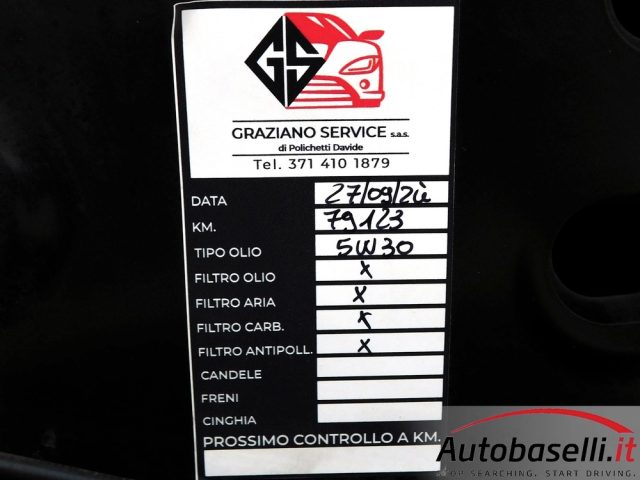 GS
GRAZIANO SERVICE s.a.s.
di Polichetti Davide
Tel. 371 410 1879
DATA 27/09/24
KM. 79123
TIPO OLIO 5W30
FILTRO OLIO X
FILTRO ARIA X
FILTRO CARB. X
FILTRO ANTIPOLL. X
CANDELE
FRENI
CINGHIA
PROSSIMO CONTROLLO A KM.
Autobaselli.it
STOP SEARCHING. START DRIVING.